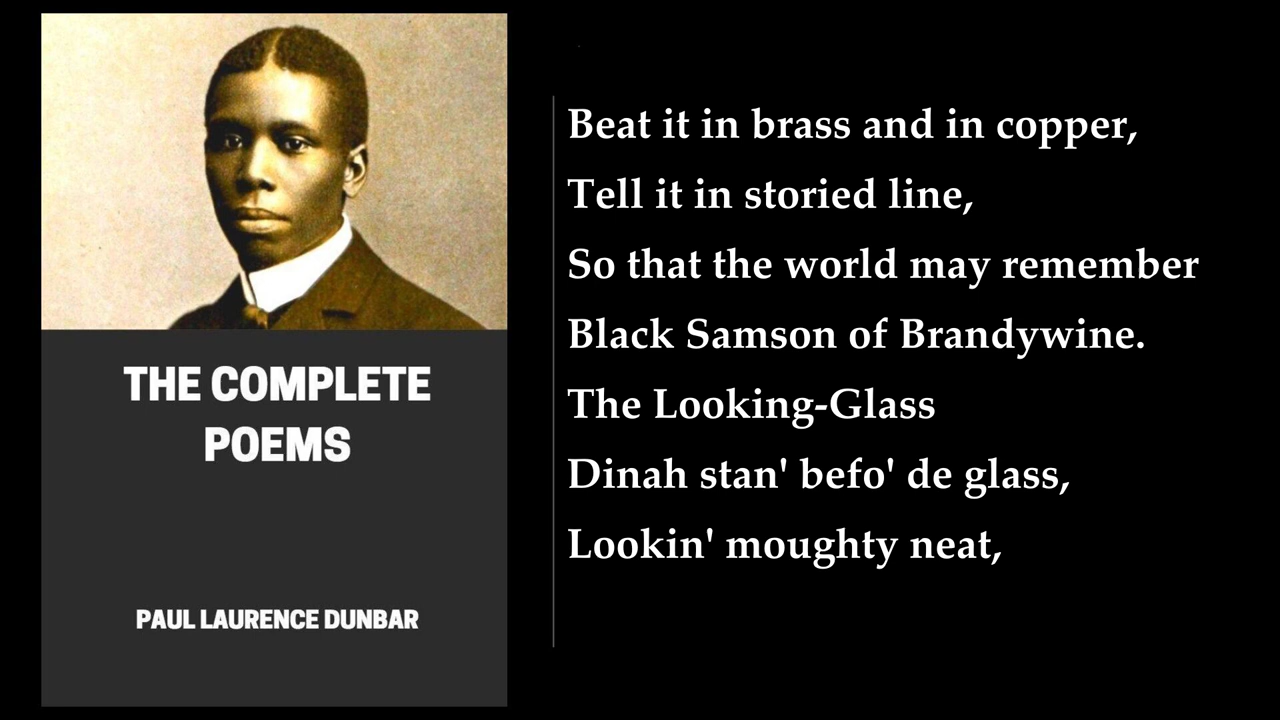 THE COMPLETE
POEMS
PAUL LAURENCE DUNBAR
Beat it in brass and in copper,
Tell it in storied line,
So that the world may remember
Black Samson of Brandywine.
The Looking-Glass
Dinah stan' befo' de glass,
Lookin' moughty neat,